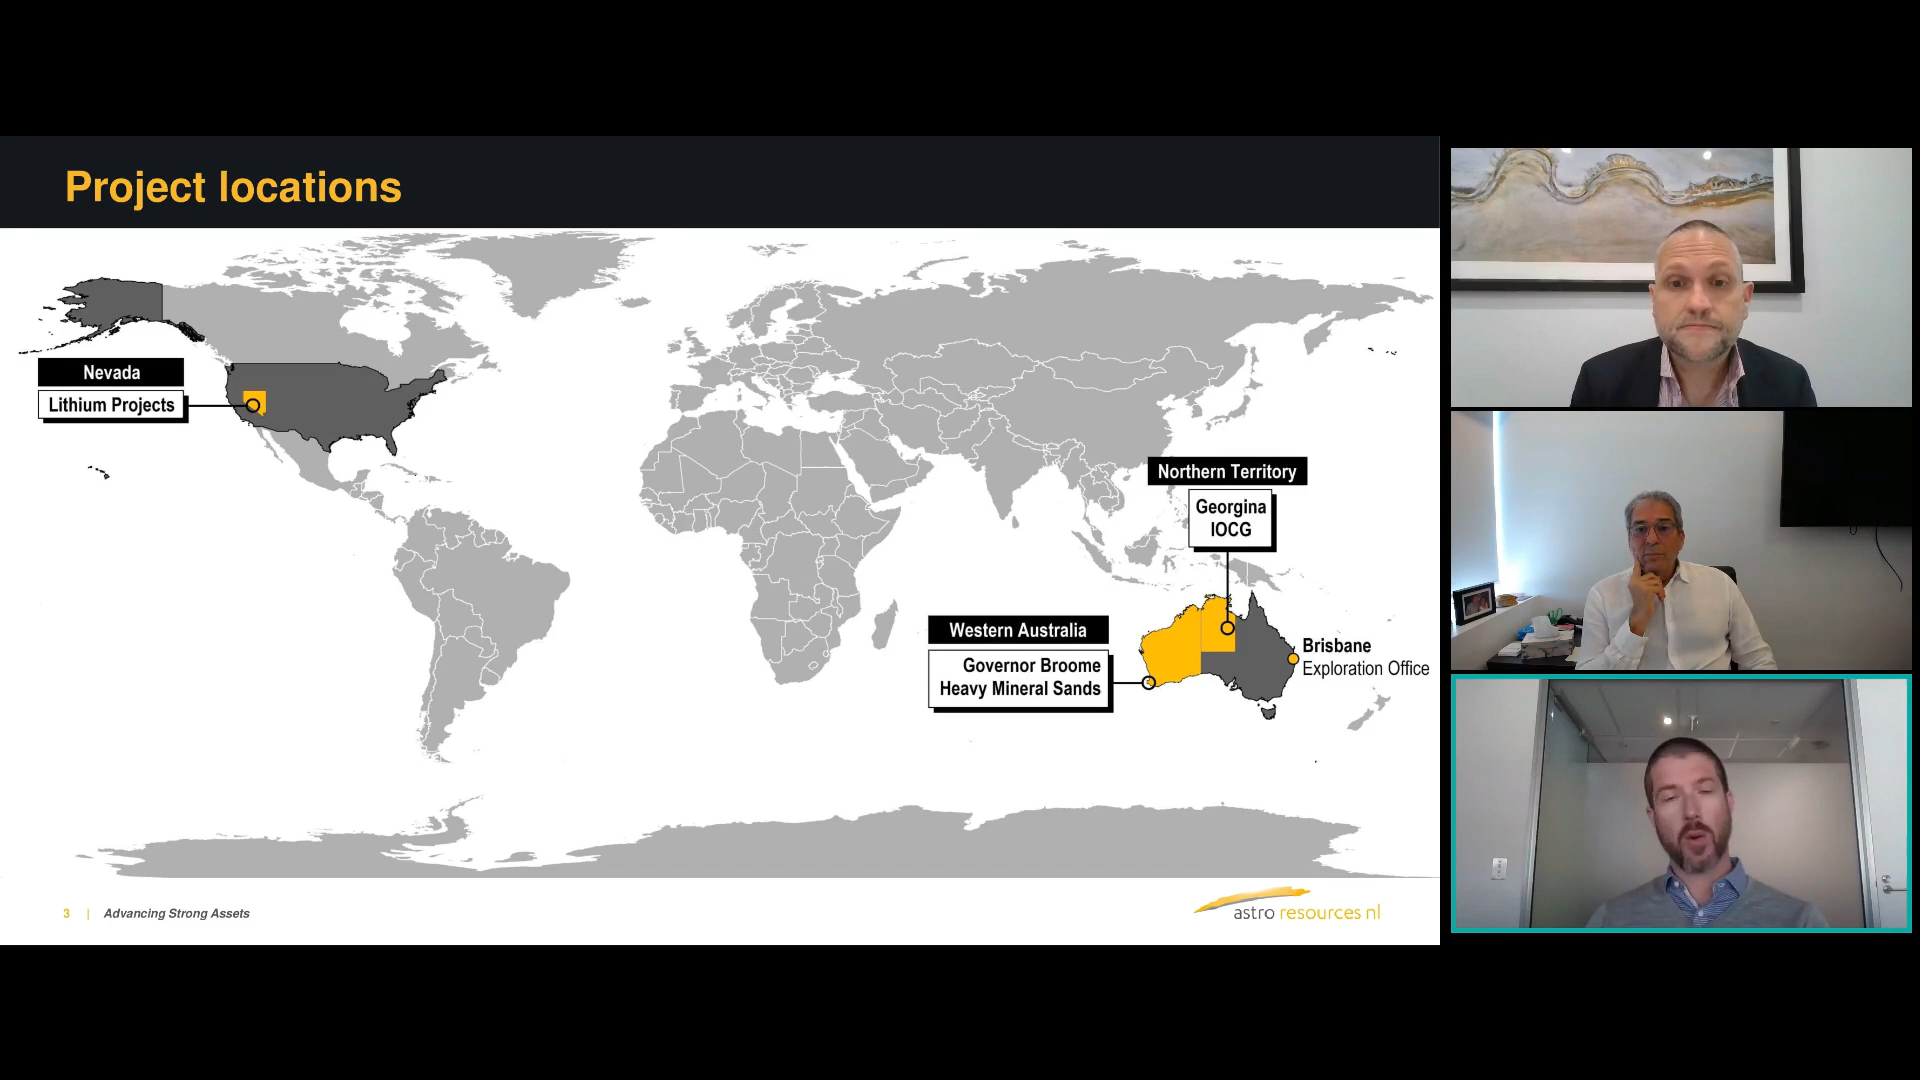 Project locations
Nevada
Lithium Projects
Northern Territory
Georgina
IOCG
Western Australia
Governor Broome
Heavy Mineral Sands
Brisbane
Exploration Office
3 | Advancing Strong Assets
astro resources nl